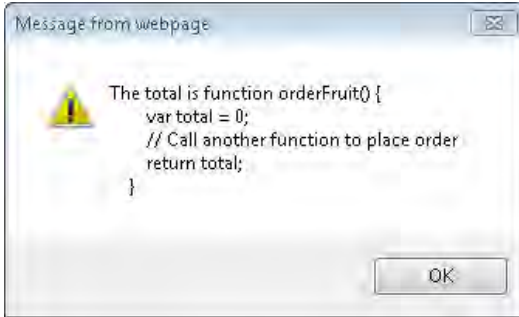 Message from webpage
The total is function orderFruit() {
var total = 0;
// Call another function to place order
return total;
}
OK